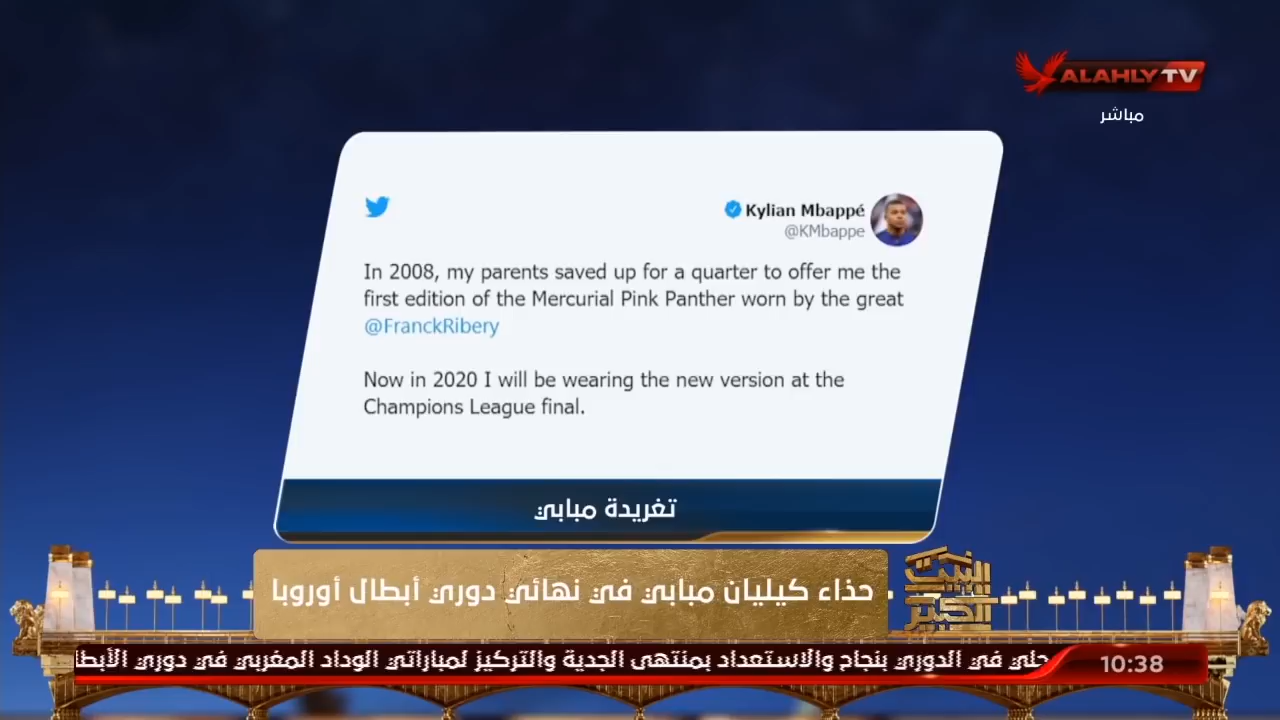 ALAHLY TV
مباشر
Kylian Mbappé
@KMbappe
In 2008, my parents saved up for a quarter to offer me the
first edition of the Mercurial Pink Panther worn by the great
@FranckRibery
Now in 2020 I will be wearing the new version at the
Champions League final.
تغريدة مبابي
حذاء كيليان مبابي في نهائي دوري أبطال أوروبا
البيت
الكبير
في الدوري بنجاح والاستعداد بمنتهى الجدية والتركيز لمباراتي الوداد المغربي في دوري
10:38